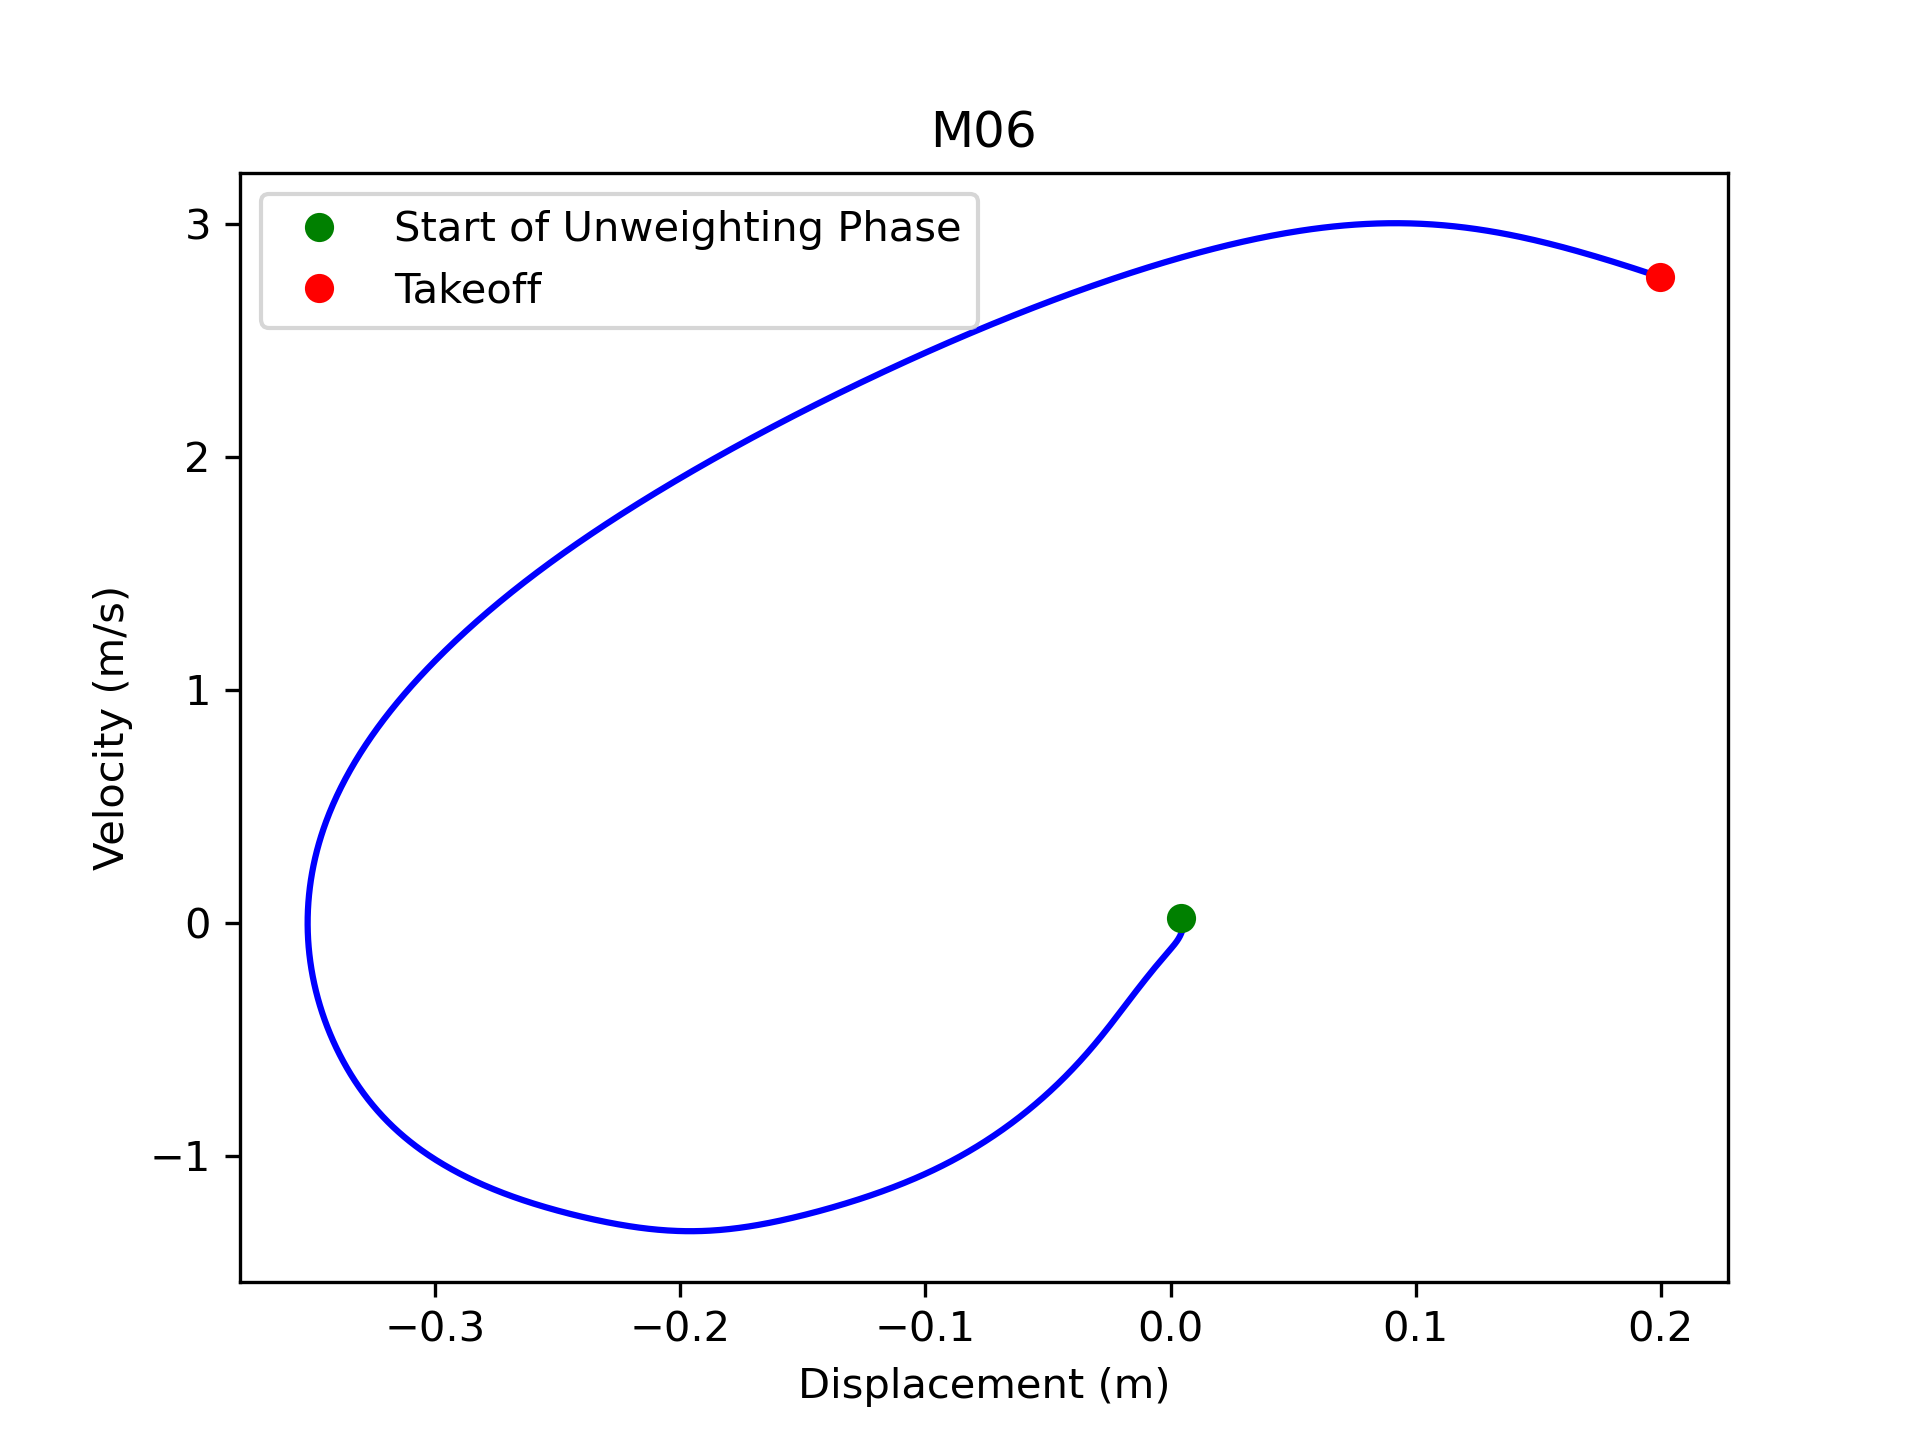 M06
Start of Unweighting Phase
Takeoff
3
2
1
0
−1
Velocity (m/s)
−0.3 −0.2 −0.1 0.0 0.1 0.2
Displacement (m)